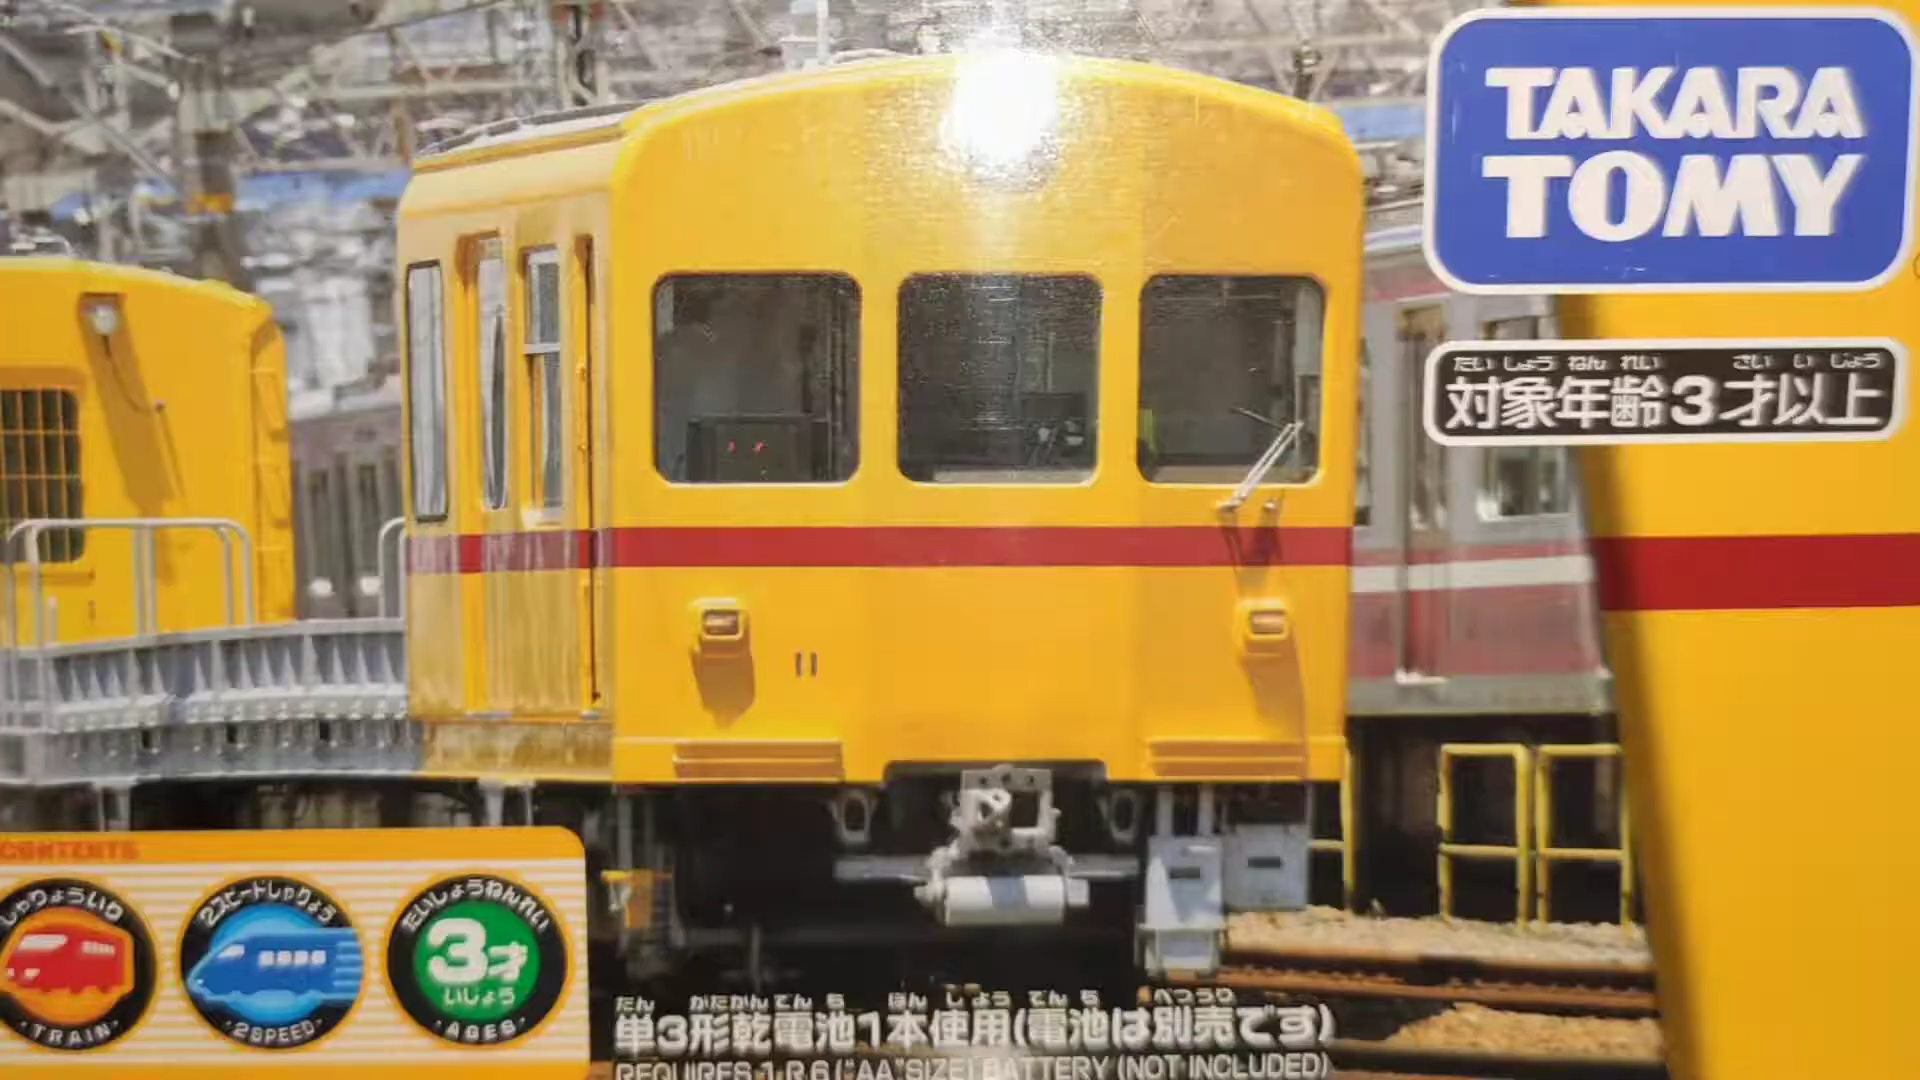 TAKARA
TOMY
たいしょうねんれい さいいじょう
対象年齢3才以上
CONTENTS
しゃりょういり
TRAIN
2スピードしゃりょう
2SPEED
たいしょうねんれい
3才
いじょう
AGES
たん がたかんでんち ほんしようでんち べつうり
単3形乾電池1本使用(電池は別売です)
REQUIRES 1 R6 ("AA"SIZE) BATTERY (NOT INCLUDED)